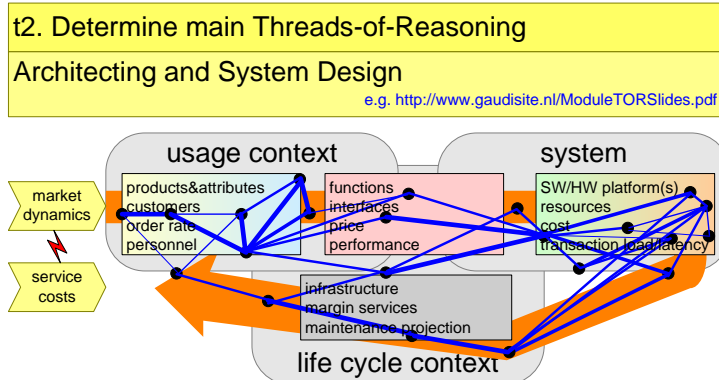 t2. Determine main Threads-of-Reasoning
Architecting and System Design
e.g. http://www.gaudisite.nl/ModuleTORSlides.pdf
usage context
system
market
dynamics
service
costs
products&attributes
customers
order rate
personnel
functions
interfaces
price
performance
SW/HW platform(s)
resources
cost
transaction load/latency
infrastructure
margin services
maintenance projection
life cycle context